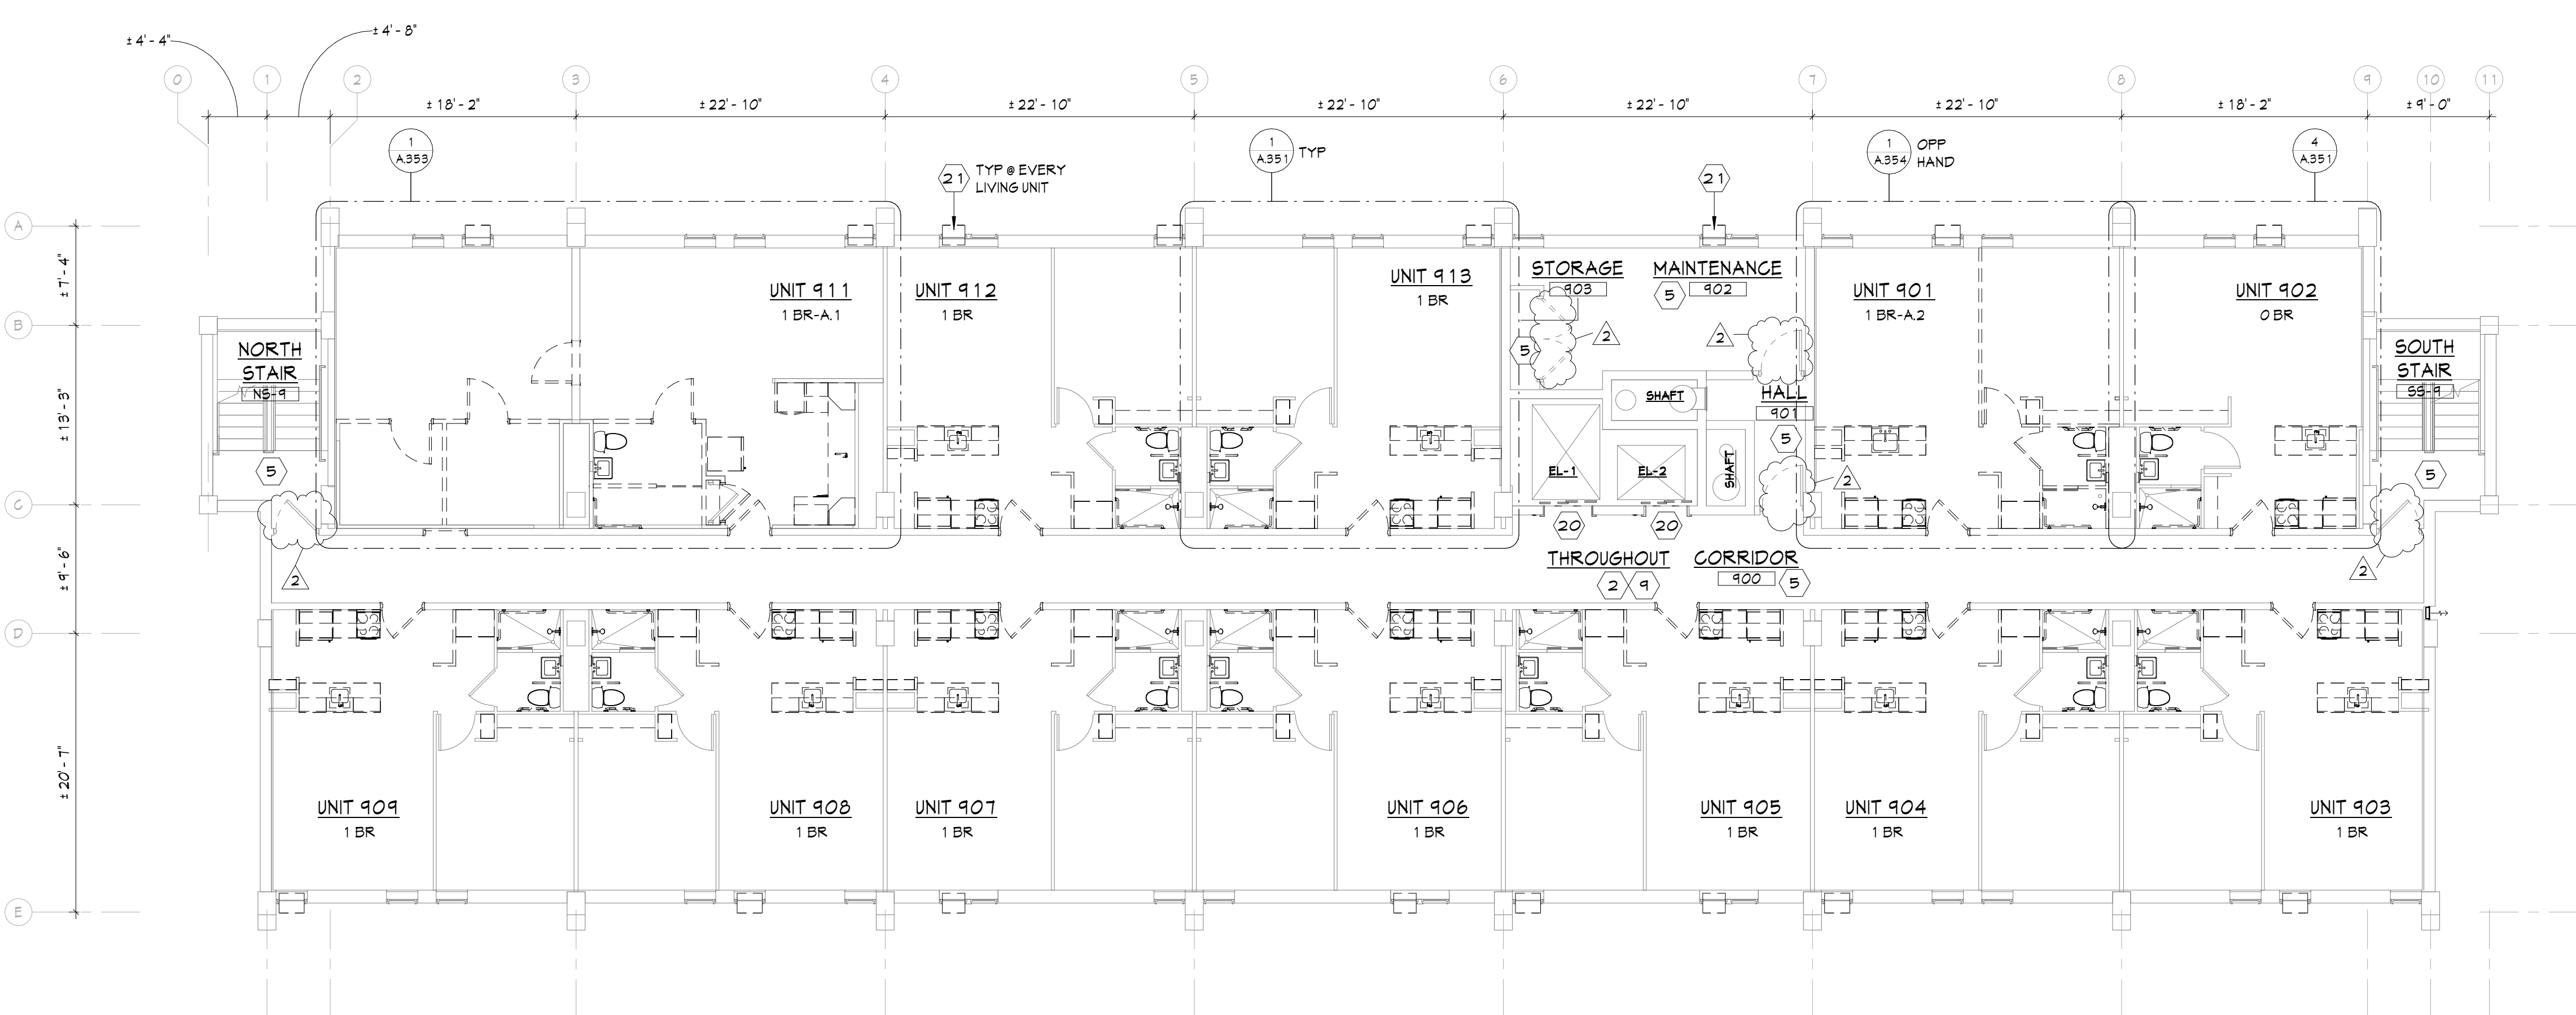 ± 4' - 4"
± 4' - 8"
0
1
2
3
4
5
6
7
8
9
10
11
± 18' - 2"
± 22' - 10"
± 22' - 10"
± 22' - 10"
± 22' - 10"
± 22' - 10"
± 18' - 2"
± 9' - 0"
1
A.353
21
TYP @ EVERY
LIVING UNIT
1
A.351
TYP
21
1
A.354
OPP
HAND
4
A.351
A
B
C
D
E
± 7' - 4"
± 13' - 3"
± 9' - 6"
± 20' - 7"
UNIT 911
1 BR-A.1
UNIT 912
1 BR
UNIT 913
1 BR
STORAGE
903
MAINTENANCE
5
902
UNIT 901
1 BR-A.2
UNIT 902
0 BR
NORTH
STAIR
NS-9
5
2
5
2
2
SHAFT
HALL
901
5
EL-1
EL-2
SHAFT
2
20
20
SOUTH
STAIR
SS-9
5
2
THROUGHOUT
2
9
CORRIDOR
900
5
UNIT 909
1 BR
UNIT 908
1 BR
UNIT 907
1 BR
UNIT 906
1 BR
UNIT 905
1 BR
UNIT 904
1 BR
UNIT 903
1 BR